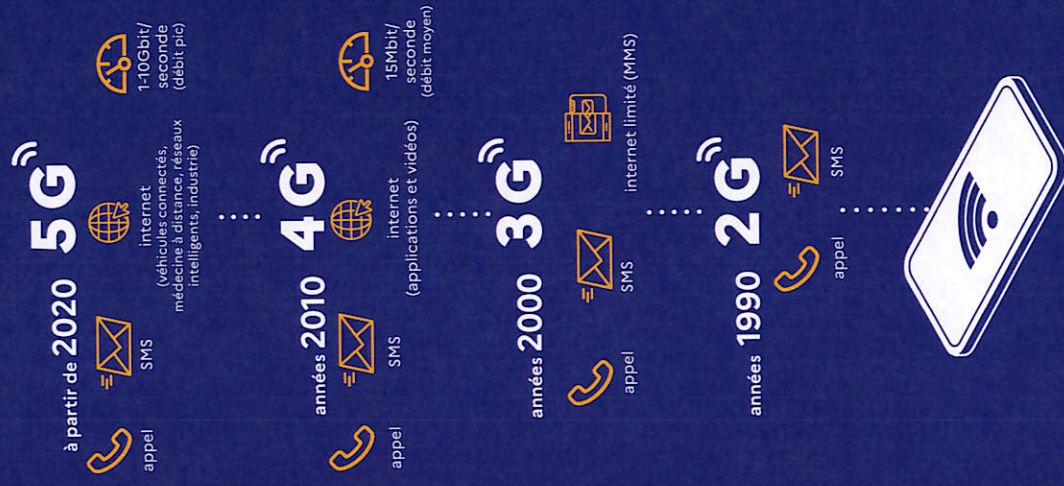 à partir de 2020 5G
appel
SMS
internet
(véhicules connectés,
médecine à distance, réseaux
intelligents, industrie)
1-10Gbit/
seconde
(débit pic)
années 2010 4G
appel
SMS
internet
(applications et vidéos)
15Mbit/
seconde
(débit moyen)
années 2000 3G
appel
SMS
internet limité (MMS)
années 1990 2G
appel
SMS